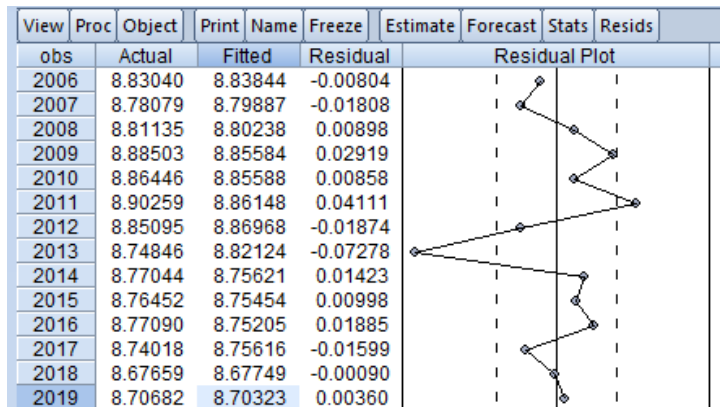 View Proc Object Print Name Freeze Estimate Forecast Stats Resids
obs Actual Fitted Residual Residual Plot
2006 8.83040 8.83844 -0.00804
2007 8.78079 8.79887 -0.01808
2008 8.81135 8.80238 0.00898
2009 8.88503 8.85584 0.02919
2010 8.86446 8.85588 0.00858
2011 8.90259 8.86148 0.04111
2012 8.85095 8.86968 -0.01874
2013 8.74846 8.82124 -0.07278
2014 8.77044 8.75621 0.01423
2015 8.76452 8.75454 0.00998
2016 8.77090 8.75205 0.01885
2017 8.74018 8.75616 -0.01599
2018 8.67659 8.67749 -0.00090
2019 8.70682 8.70323 0.00360